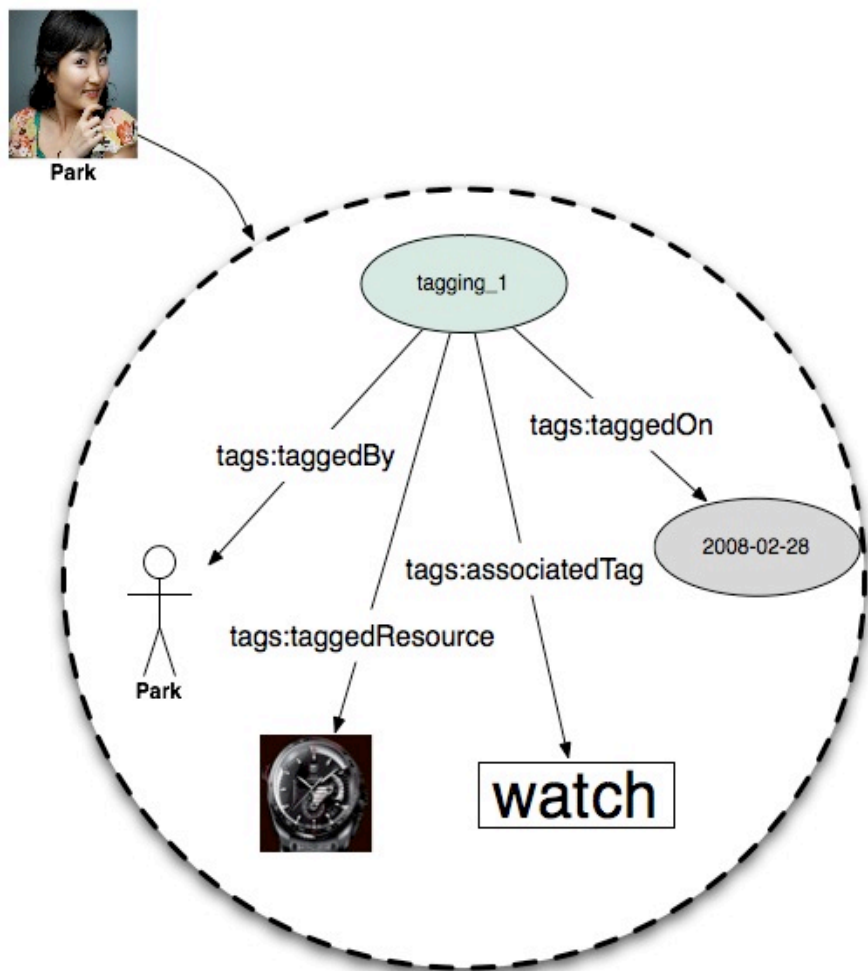 Park
tagging_1
tags:taggedOn
tags:taggedBy
2008-02-28
tags:associatedTag
tags:taggedResource
Park
watch